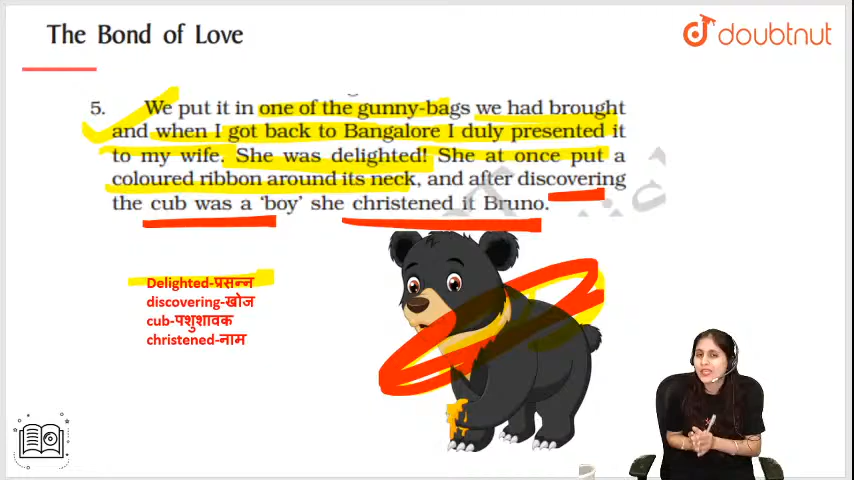 The Bond of Love
doubtnut
5. We put it in one of the gunny-bags we had brought
and when I got back to Bangalore I duly presented it
to my wife. She was delighted! She at once put a
coloured ribbon around its neck, and after discovering
the cub was a ‘boy’ she christened it Bruno.
Delighted-प्रसन्न
discovering-खोज
cub-पशुशावक
christened-नाम